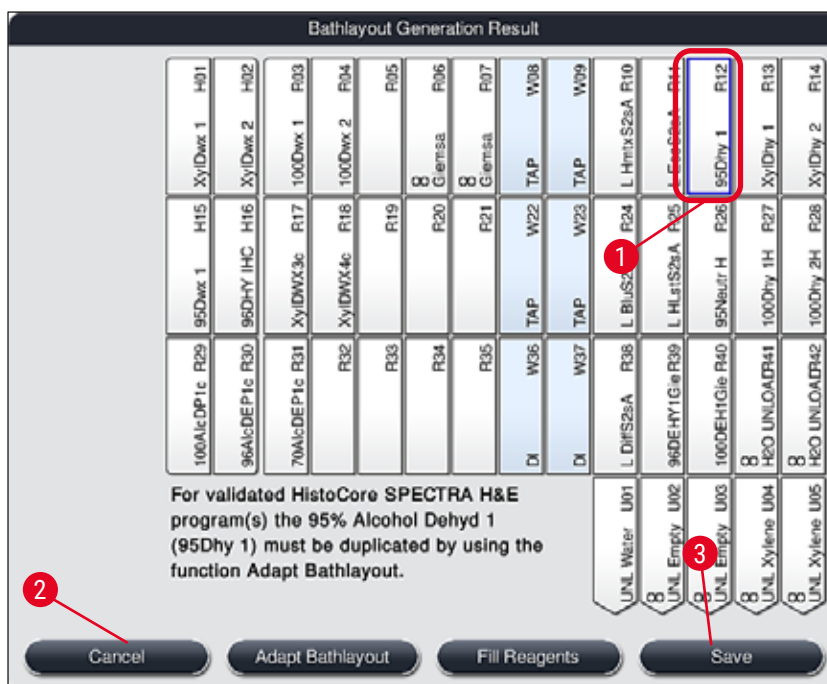 Bathlayout Generation Result
XylDwx 1 H01
XylDwx 2 H02
100Dwx 1 R03
100Dwx 2 R04
R05
∞ Giemsa R06
∞ Giemsa R07
TAP W08
TAP W09
L HmtxS2sA R10
R11
95Dhy 1 R12
XylDhy 1 R13
XylDhy 2 R14
95Dwx 1 H15
96DHY IHC H16
XylDWX3c R17
XylDWX4c R18
R19
R20
R21
TAP W22
TAP W23
L BluS2 R24
L HLstS2sA R25
95Neutr H R26
100Dhy 1H R27
100Dhy 2H R28
100AlcDP1c R29
96AlcDEP1c R30
70AlcDEP1c R31
R32
R33
R34
R35
DI W36
DI W37
L DiffS2sA R38
96DEHY1Gie R39
100DEH1Gie R40
∞ H2O UNLOAD R41
∞ H2O UNLOAD R42
UNL Water U01
∞ UNL Empty U02
∞ UNL Empty U03
∞ UNL Xylene U04
∞ UNL Xylene U05
For validated HistoCore SPECTRA H&E
program(s) the 95% Alcohol Dehyd 1
(95Dhy 1) must be duplicated by using the
function Adapt Bathlayout.
1
2
3
Cancel
Adapt Bathlayout
Fill Reagents
Save